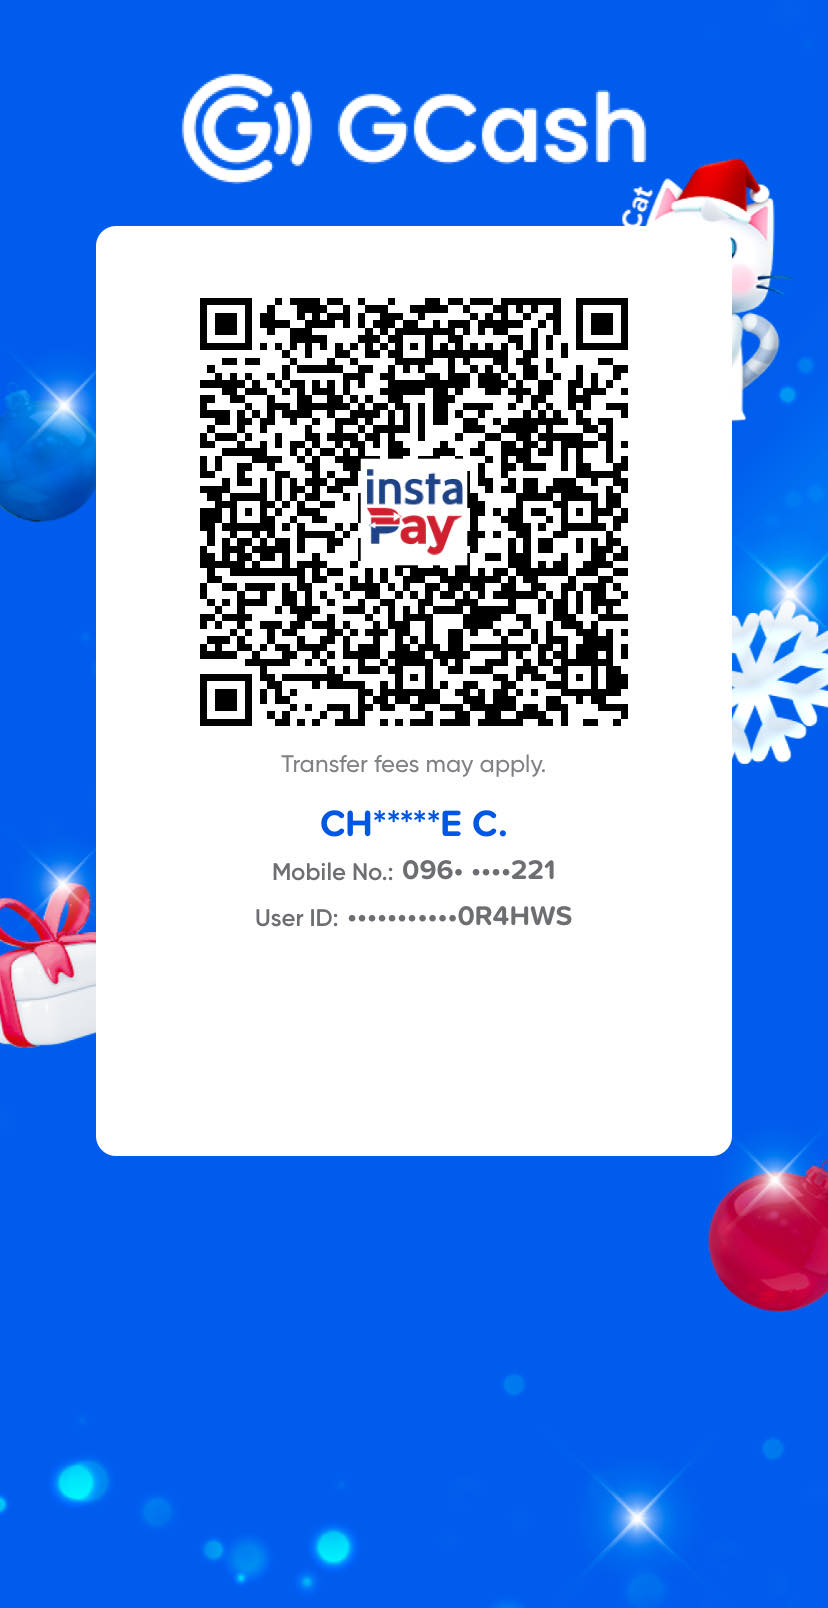 GCash
Cat
insta
Pay
Transfer fees may apply.
CH*****E C.
Mobile No.: 096• ••••221
User ID: •••••••••••0R4HWS